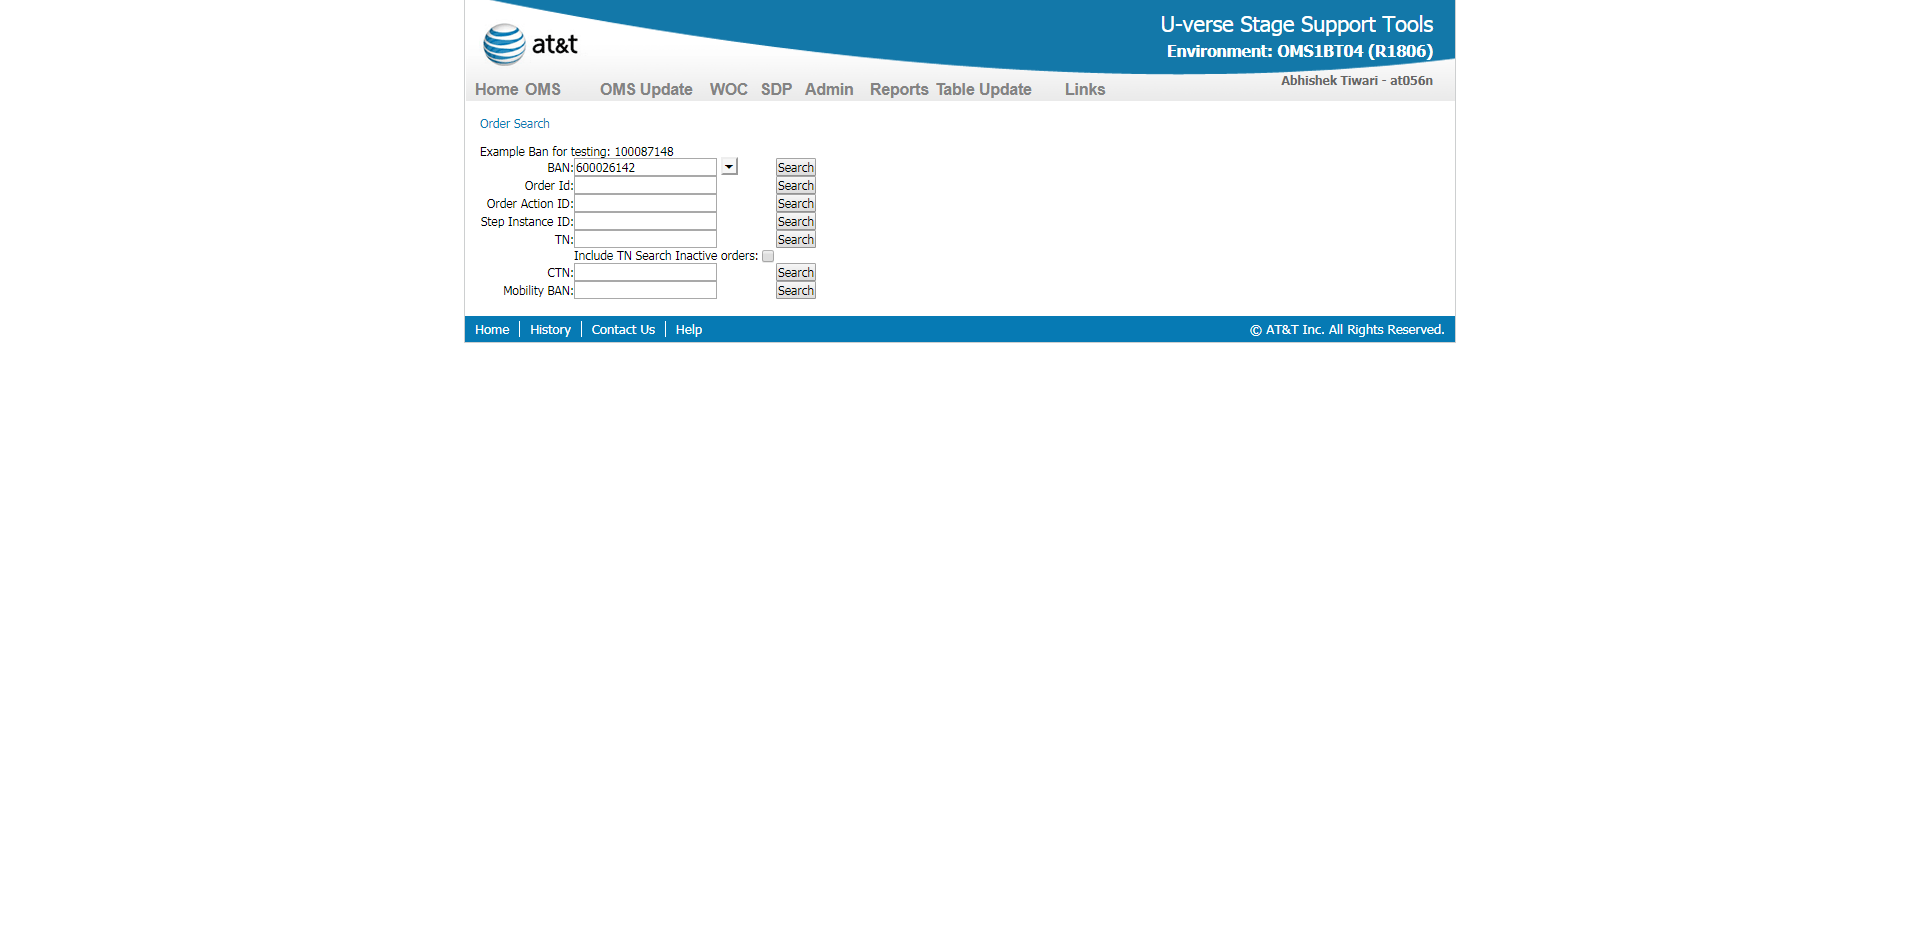 at&t
U-verse Stage Support Tools
Environment: OMS1BT04 (R1806)
Abhishek Tiwari - at056n
Home OMS OMS Update WOC SDP Admin Reports Table Update Links
Order Search
Example Ban for testing: 100087148
BAN: 600026142 Search
Order Id: Search
Order Action ID: Search
Step Instance ID: Search
TN: Search
Include TN Search Inactive orders:
CTN: Search
Mobility BAN: Search
Home History Contact Us Help © AT&T Inc. All Rights Reserved.